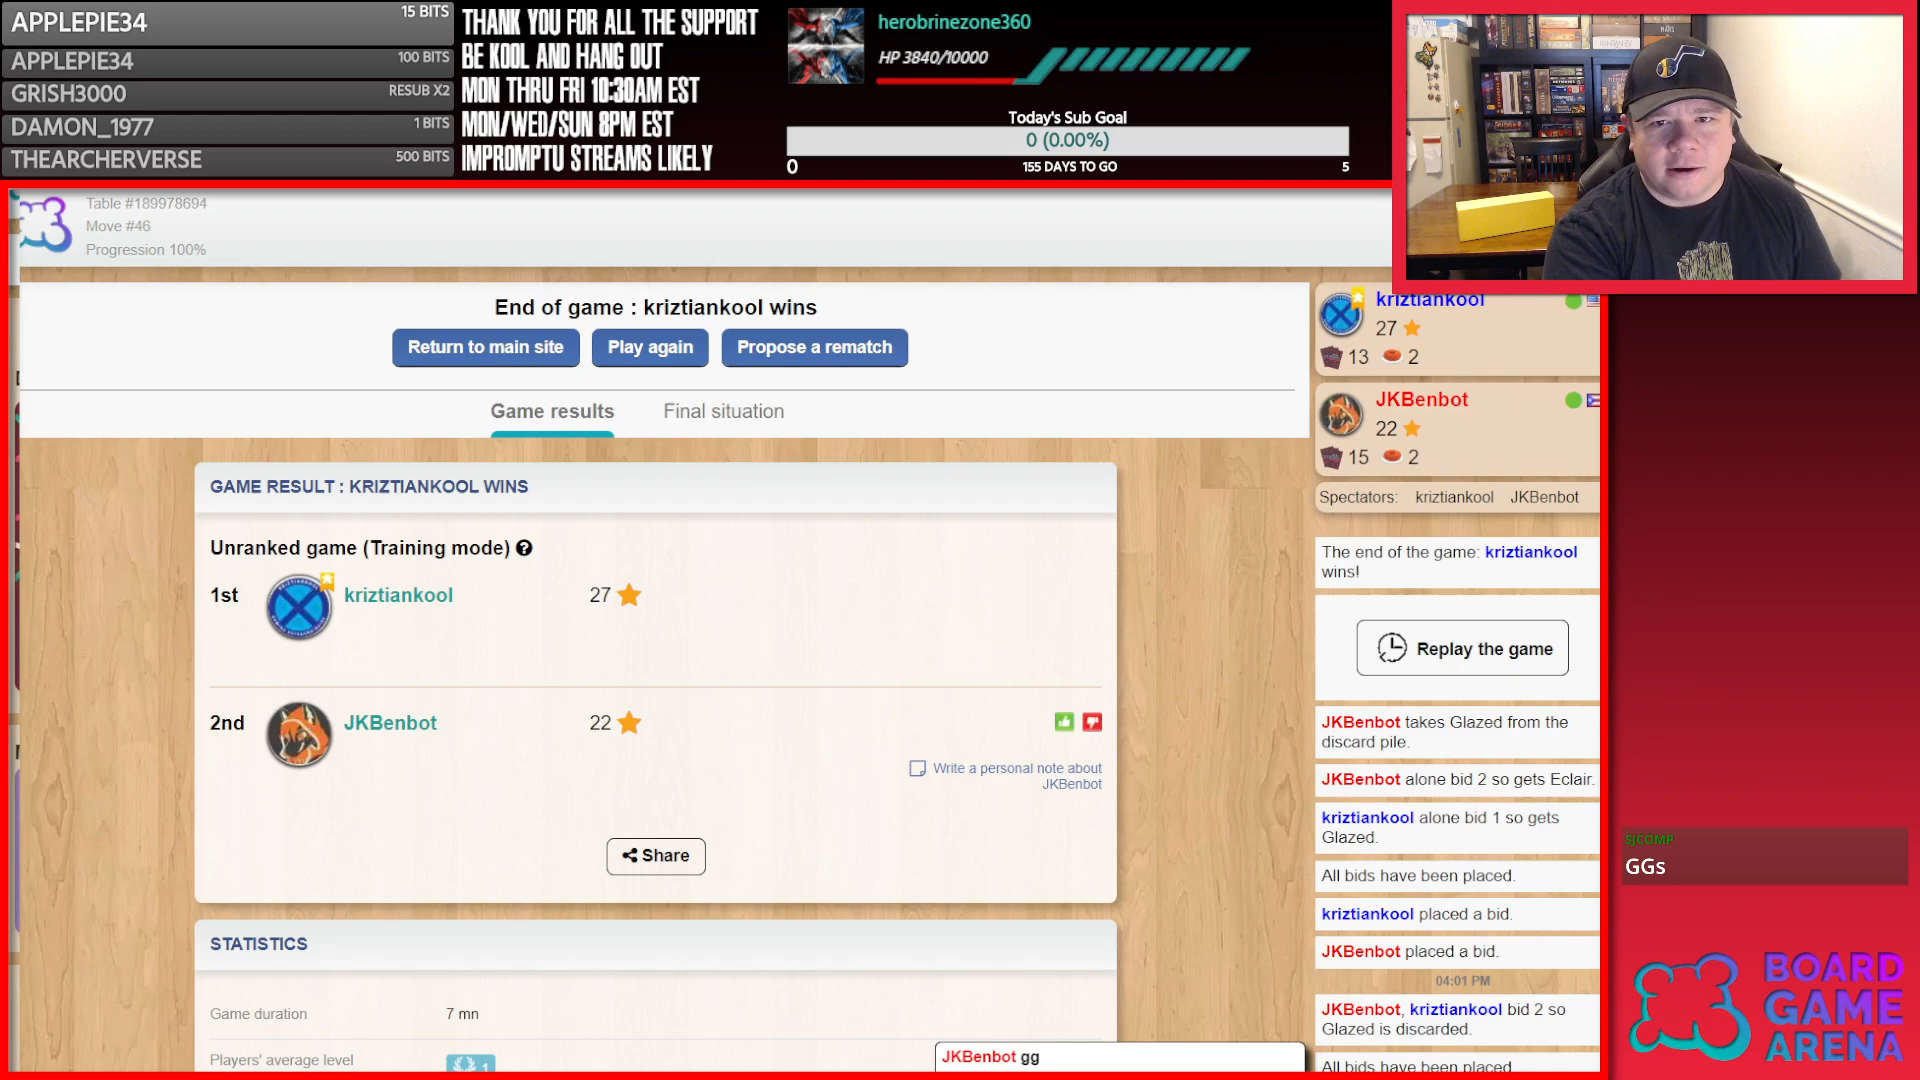 APPLEPIE34 15 BITS
APPLEPIE34 100 BITS
GRISH3000 RESUB X2
DAMON_1977 1 BITS
THEARCHERVERSE 500 BITS
THANK YOU FOR ALL THE SUPPORT
BE KOOL AND HANG OUT
MON THRU FRI 10:30AM EST
MON/WED/SUN 8PM EST
IMPROMPTU STREAMS LIKELY
herobrinezone360
HP 3840/10000
Today's Sub Goal
0 (0.00%)
0 155 DAYS TO GO 5
Table #189978694
Move #46
Progression 100%
End of game : kriztiankool wins
Return to main site Play again Propose a rematch
Game results Final situation
GAME RESULT : KRIZTIANKOOL WINS
Unranked game (Training mode) ?
1st kriztiankool 27
2nd JKBenbot 22
Write a personal note about
JKBenbot
Share
STATISTICS
Game duration 7 mn
Players' average level 1
JKBenbot gg
kriztiankool
27
13 2
JKBenbot
22
15 2
Spectators: kriztiankool JKBenbot
The end of the game: kriztiankool
wins!
Replay the game
JKBenbot takes Glazed from the
discard pile.
JKBenbot alone bid 2 so gets Eclair.
kriztiankool alone bid 1 so gets
Glazed.
All bids have been placed.
kriztiankool placed a bid.
JKBenbot placed a bid.
04:01 PM
JKBenbot, kriztiankool bid 2 so
Glazed is discarded.
All bids have been placed
SJCOMP
GGs
BOARD
GAME
ARENA